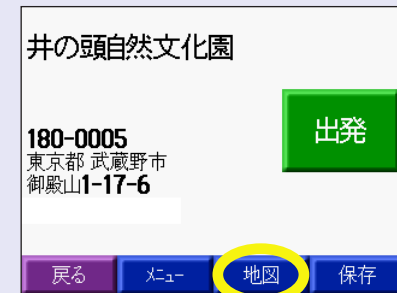 井の頭自然文化園
出発
180-0005
東京都 武蔵野市
御殿山1-17-6
戻る
メニュー
地図
保存